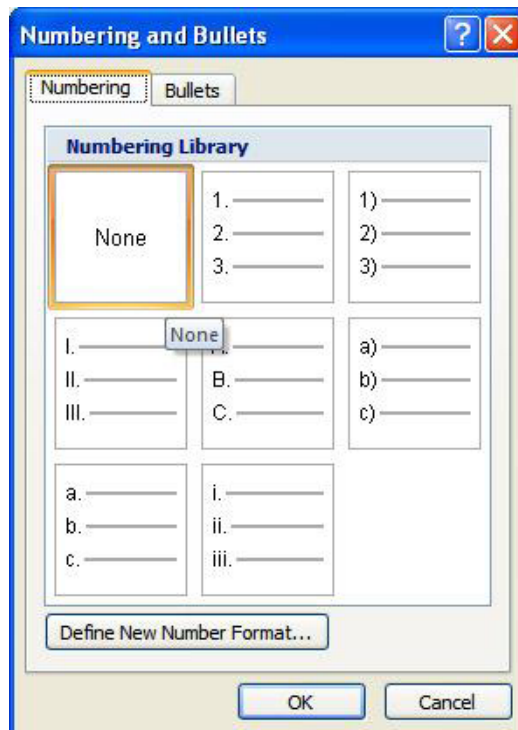 Numbering and Bullets
Numbering Bullets
Numbering Library
None
1.
2.
3.
1)
2)
3)
None
I.
II.
III.
B.
C.
a)
b)
c)
a.
b.
c.
i.
ii.
iii.
Define New Number Format...
OK Cancel